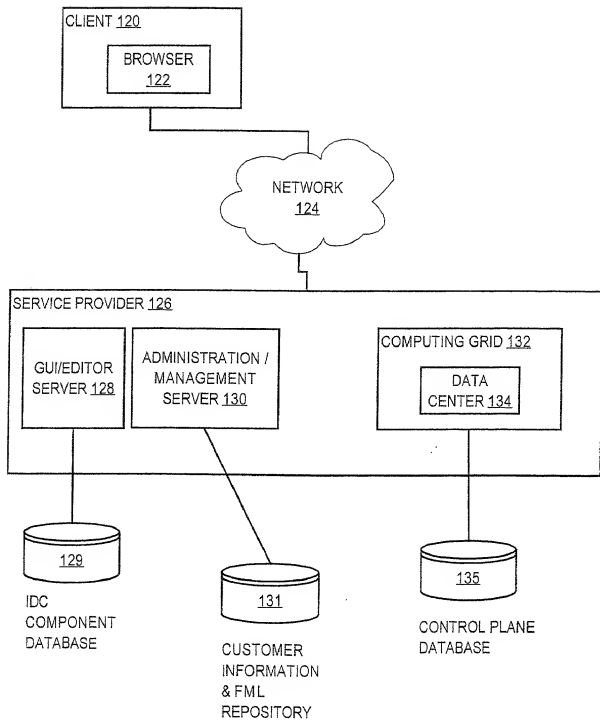 CLIENT 120
BROWSER
122
NETWORK
124
SERVICE PROVIDER 126
GUI/EDITOR
SERVER 128
ADMINISTRATION /
MANAGEMENT
SERVER 130
COMPUTING GRID 132
DATA
CENTER 134
129
IDC
COMPONENT
DATABASE
131
CUSTOMER
INFORMATION
& FML
REPOSITORY
135
CONTROL PLANE
DATABASE